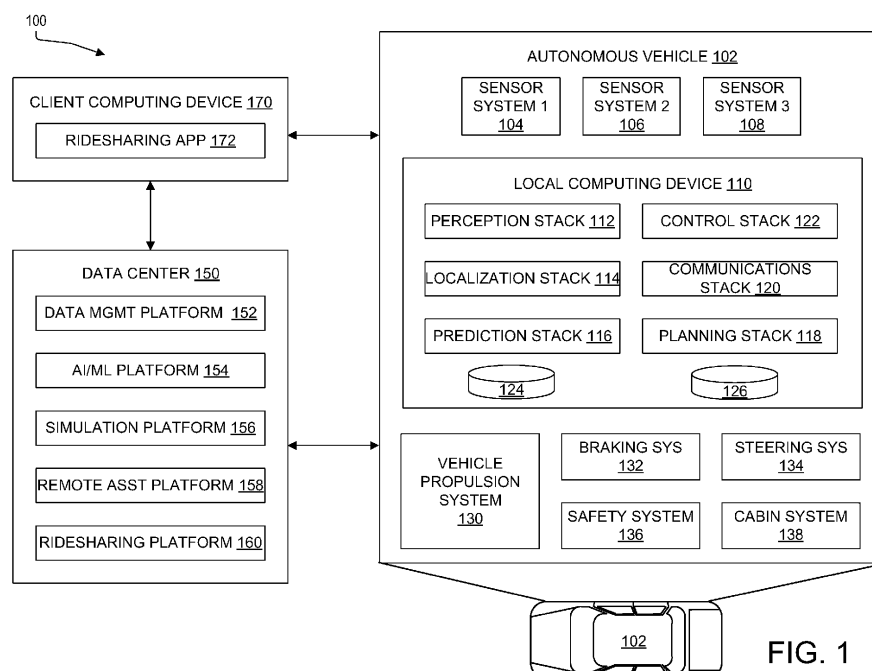 100
AUTONOMOUS VEHICLE 102
CLIENT COMPUTING DEVICE 170
RIDESHARING APP 172
SENSOR
SYSTEM 1
104
SENSOR
SYSTEM 2
106
SENSOR
SYSTEM 3
108
LOCAL COMPUTING DEVICE 110
PERCEPTION STACK 112
CONTROL STACK 122
LOCALIZATION STACK 114
COMMUNICATIONS
STACK 120
PREDICTION STACK 116
PLANNING STACK 118
124
126
DATA CENTER 150
DATA MGMT PLATFORM 152
AI/ML PLATFORM 154
SIMULATION PLATFORM 156
REMOTE ASST PLATFORM 158
RIDESHARING PLATFORM 160
VEHICLE
PROPULSION
SYSTEM
130
BRAKING SYS
132
STEERING SYS
134
SAFETY SYSTEM
136
CABIN SYSTEM
138
102
FIG. 1